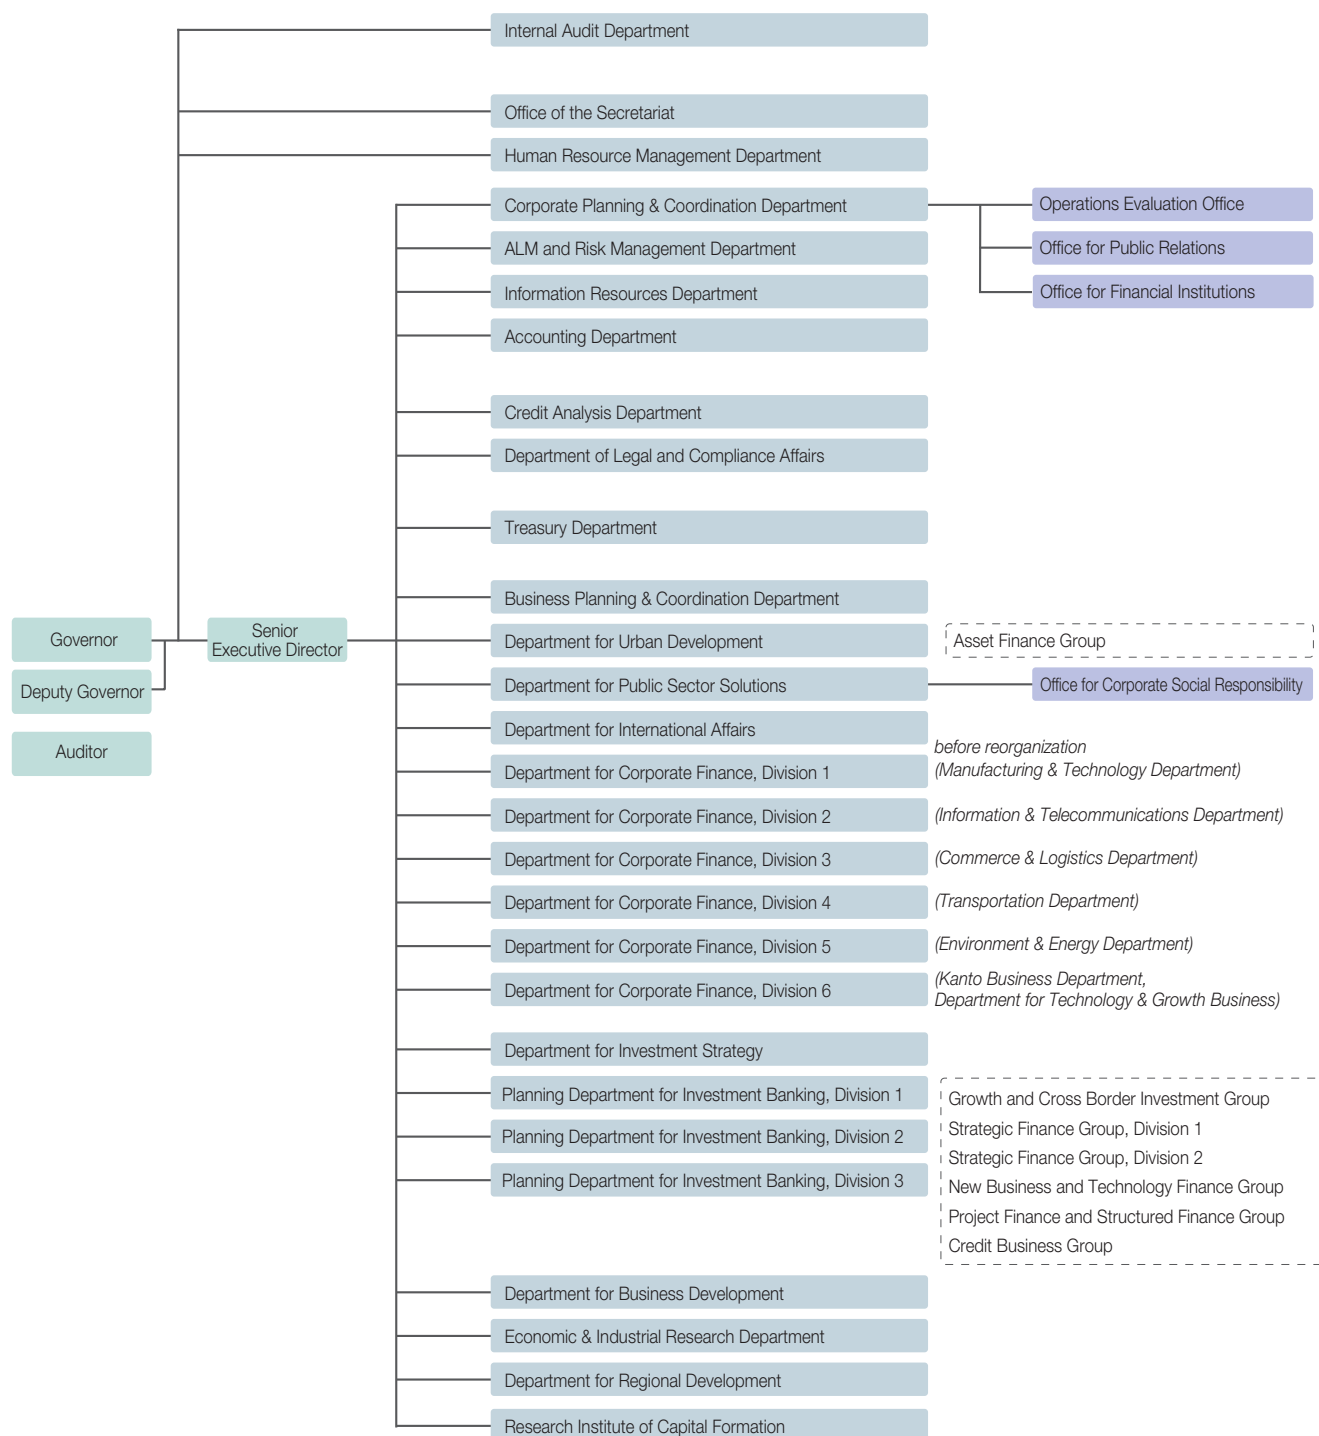 Internal Audit Department
Office of the Secretariat
Human Resource Management Department
Corporate Planning & Coordination Department
Operations Evaluation Office
ALM and Risk Management Department
Office for Public Relations
Information Resources Department
Office for Financial Institutions
Accounting Department
Credit Analysis Department
Department of Legal and Compliance Affairs
Treasury Department
Business Planning & Coordination Department
Governor
Senior
Executive Director
Department for Urban Development
Asset Finance Group
Deputy Governor
Department for Public Sector Solutions
Office for Corporate Social Responsibility
Auditor
Department for International Affairs
before reorganization
Department for Corporate Finance, Division 1
(Manufacturing & Technology Department)
Department for Corporate Finance, Division 2
(Information & Telecommunications Department)
Department for Corporate Finance, Division 3
(Commerce & Logistics Department)
Department for Corporate Finance, Division 4
(Transportation Department)
Department for Corporate Finance, Division 5
(Environment & Energy Department)
Department for Corporate Finance, Division 6
(Kanto Business Department,
Department for Technology & Growth Business)
Department for Investment Strategy
Planning Department for Investment Banking, Division 1
Planning Department for Investment Banking, Division 2
Planning Department for Investment Banking, Division 3
Growth and Cross Border Investment Group
Strategic Finance Group, Division 1
Strategic Finance Group, Division 2
New Business and Technology Finance Group
Project Finance and Structured Finance Group
Credit Business Group
Department for Business Development
Economic & Industrial Research Department
Department for Regional Development
Research Institute of Capital Formation